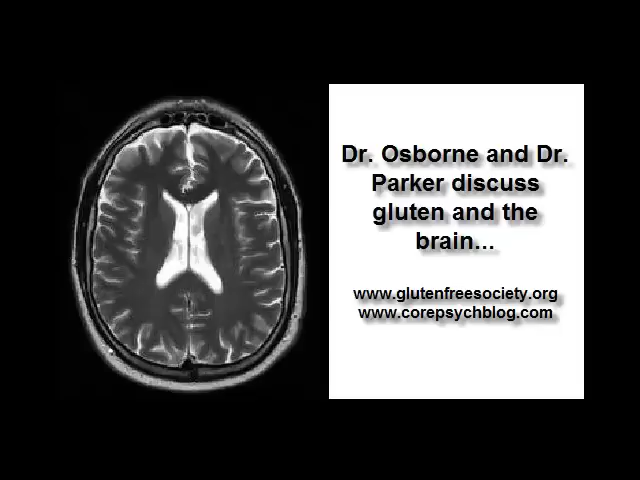 Dr. Osborne and Dr.
Parker discuss
gluten and the
brain...
www.glutenfreesociety.org
www.corepsychblog.com